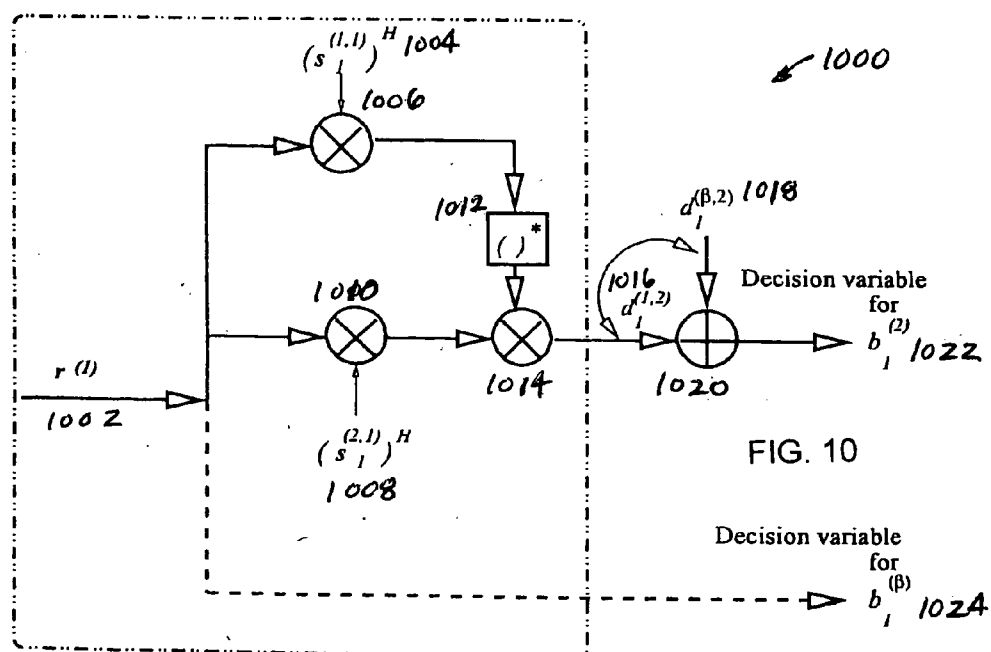 (s₁^(1,1))^H 1004
1000
1006
1012
( )*
d₁^(β,2) 1018
1010
1016
d₁^(1,2)
Decision variable
for
b₁^(2) 1022
r^(1)
1002
1014
1020
(s₁^(2,1))^H
1008
FIG. 10
Decision variable
for
b₁^(β) 1024